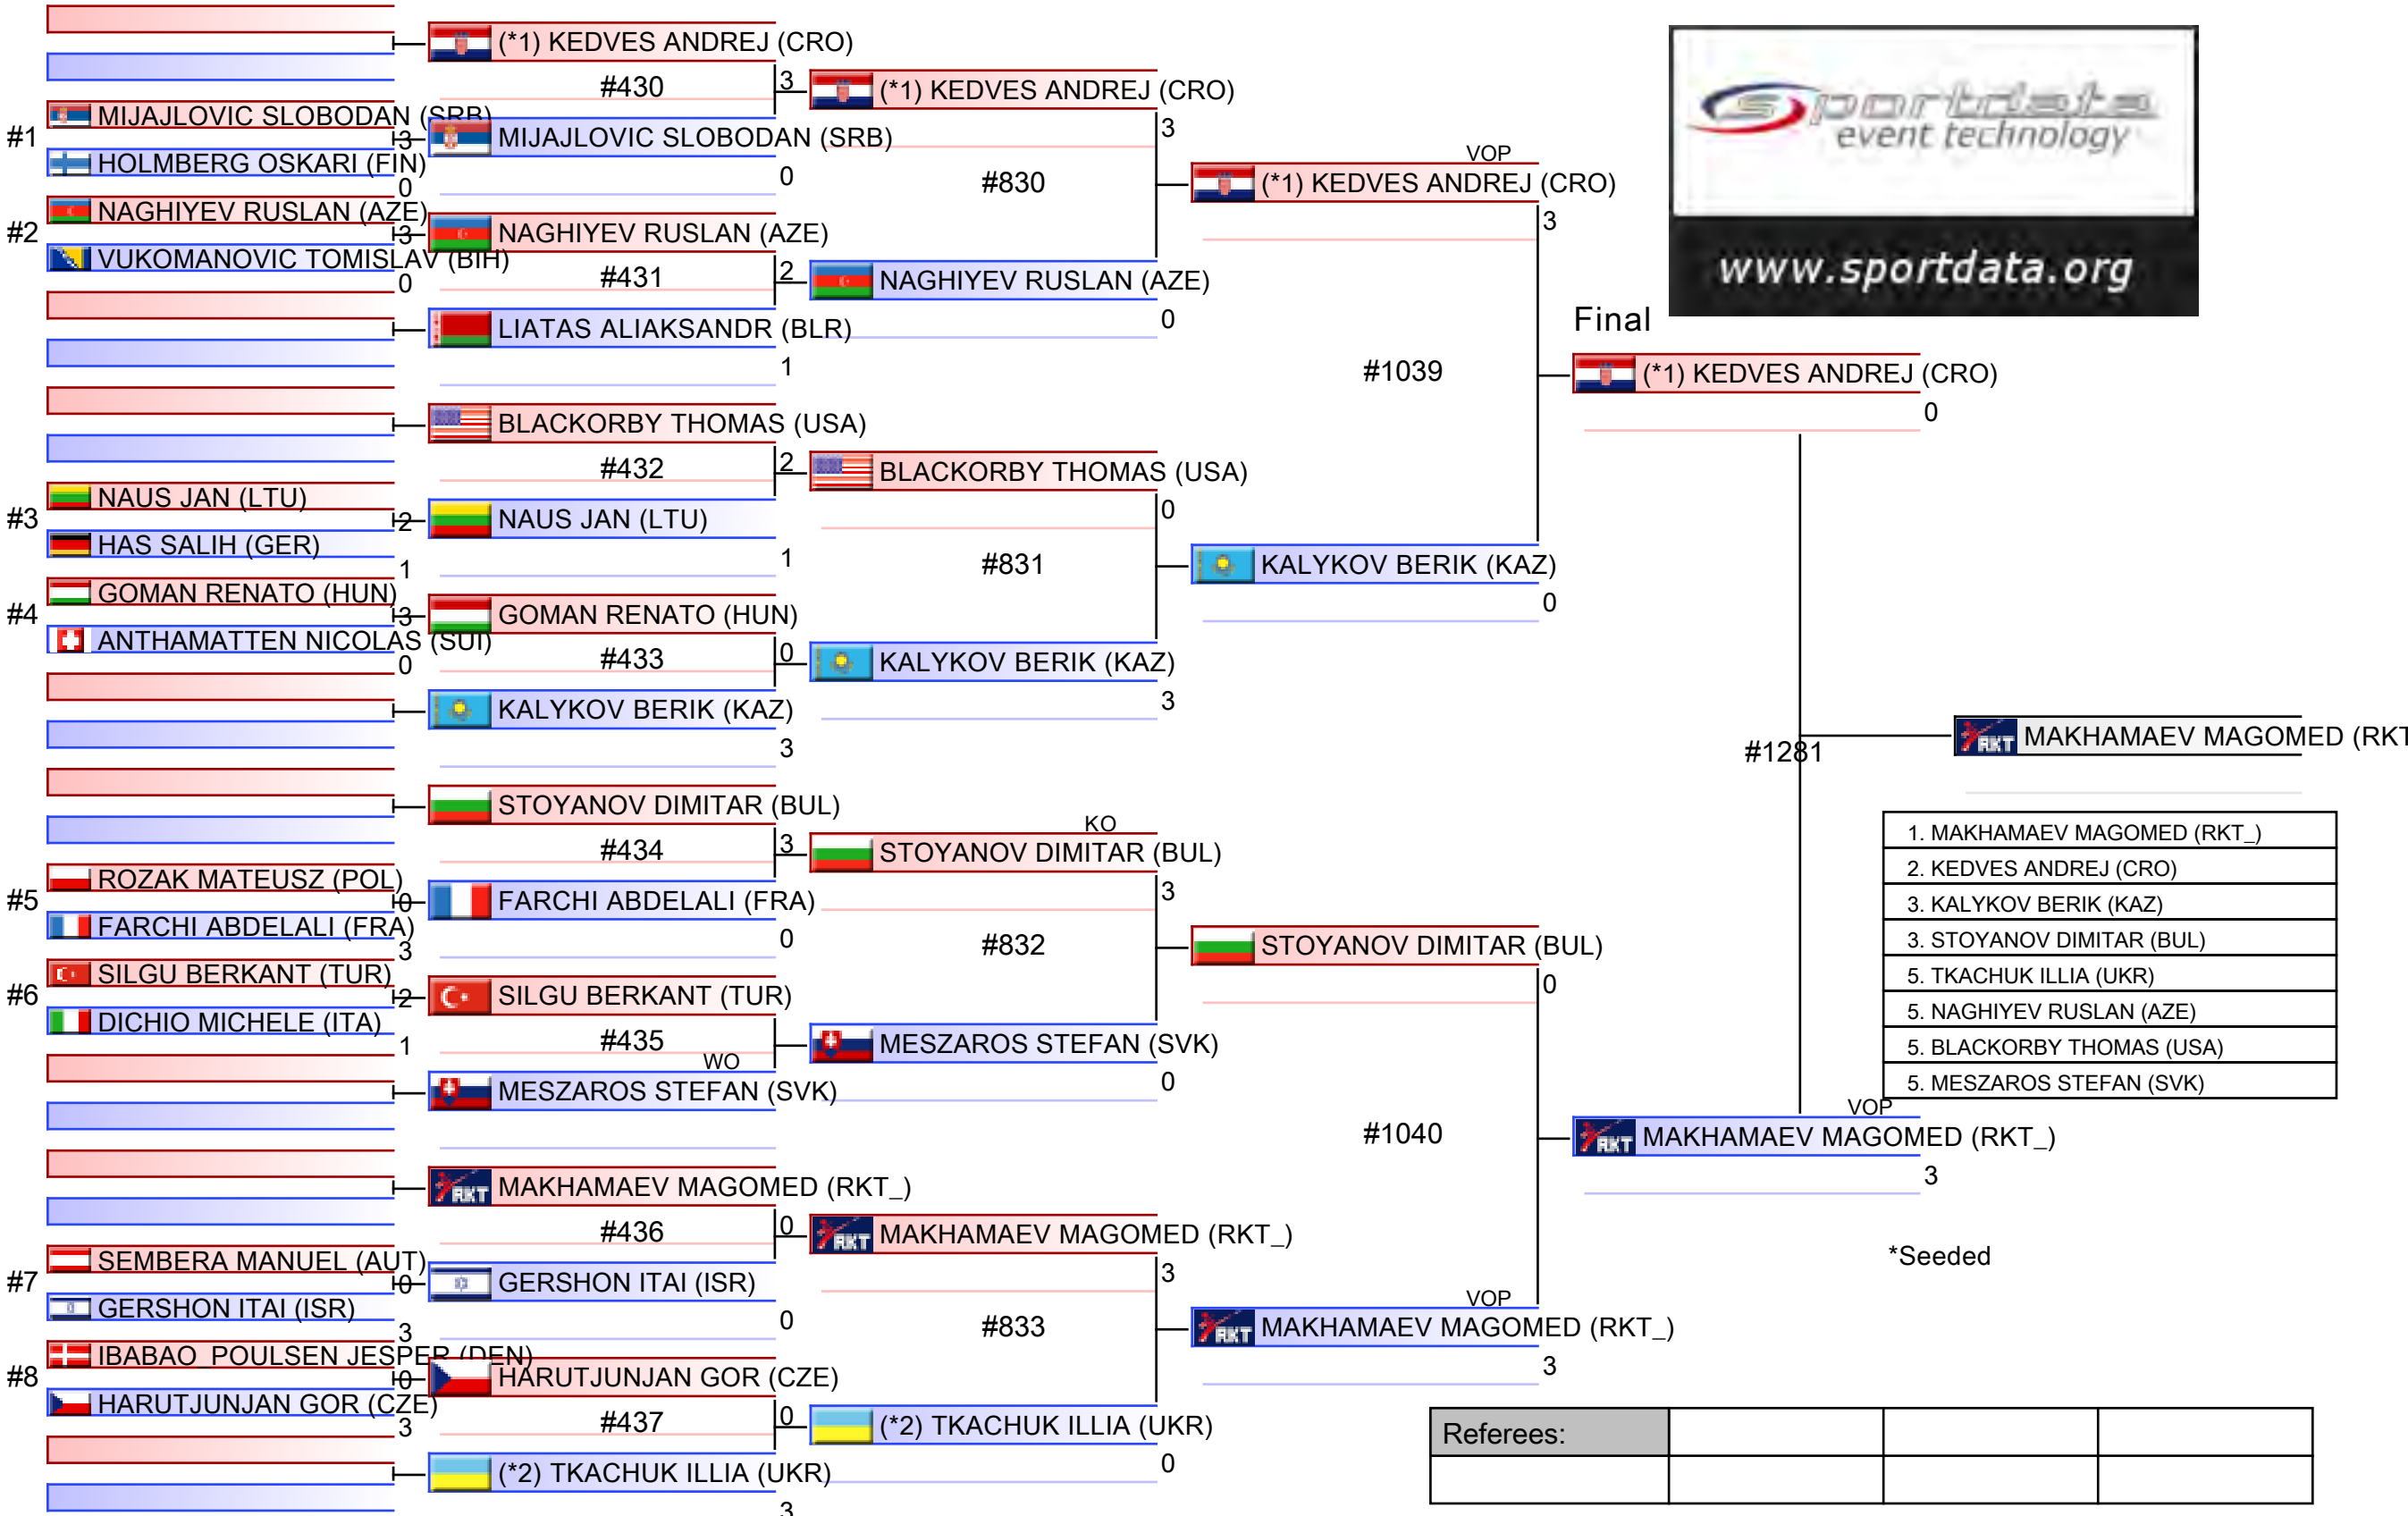 #1
MIJAJLOVIC SLOBODAN (SRB)
3
HOLMBERG OSKARI (FIN)
0
#2
NAGHIYEV RUSLAN (AZE)
3
VUKOMANOVIC TOMISLAV (BIH)
0
#3
NAUS JAN (LTU)
2
HAS SALIH (GER)
1
#4
GOMAN RENATO (HUN)
3
ANTHAMATTEN NICOLAS (SUI)
0
#5
ROZAK MATEUSZ (POL)
0
FARCHI ABDELALI (FRA)
3
#6
SILGU BERKANT (TUR)
2
DICHIO MICHELE (ITA)
1
#7
SEMBERA MANUEL (AUT)
0
GERSHON ITAI (ISR)
3
#8
IBABAO POULSEN JESPER (DEN)
0
HARUTJUNJAN GOR (CZE)
3
(*1) KEDVES ANDREJ (CRO)
#430
3
MIJAJLOVIC SLOBODAN (SRB)
0
NAGHIYEV RUSLAN (AZE)
#431
2
LIATAS ALIAKSANDR (BLR)
1
BLACKORBY THOMAS (USA)
#432
2
NAUS JAN (LTU)
1
GOMAN RENATO (HUN)
#433
0
KALYKOV BERIK (KAZ)
3
STOYANOV DIMITAR (BUL)
#434
3
FARCHI ABDELALI (FRA)
0
SILGU BERKANT (TUR)
#435
WO
MESZAROS STEFAN (SVK)
MAKHAMAEV MAGOMED (RKT_)
#436
0
GERSHON ITAI (ISR)
0
HARUTJUNJAN GOR (CZE)
#437
0
(*2) TKACHUK ILLIA (UKR)
3
(*1) KEDVES ANDREJ (CRO)
3
#830
NAGHIYEV RUSLAN (AZE)
0
BLACKORBY THOMAS (USA)
0
#831
KALYKOV BERIK (KAZ)
3
KO
STOYANOV DIMITAR (BUL)
3
#832
MESZAROS STEFAN (SVK)
0
MAKHAMAEV MAGOMED (RKT_)
3
#833
(*2) TKACHUK ILLIA (UKR)
0
VOP
(*1) KEDVES ANDREJ (CRO)
3
#1039
KALYKOV BERIK (KAZ)
0
STOYANOV DIMITAR (BUL)
0
#1040
VOP
MAKHAMAEV MAGOMED (RKT_)
3
sportdata
event technology
www.sportdata.org
Final
(*1) KEDVES ANDREJ (CRO)
0
#1281
VOP
MAKHAMAEV MAGOMED (RKT_)
3
MAKHAMAEV MAGOMED (RKT
1. MAKHAMAEV MAGOMED (RKT_)
2. KEDVES ANDREJ (CRO)
3. KALYKOV BERIK (KAZ)
3. STOYANOV DIMITAR (BUL)
5. TKACHUK ILLIA (UKR)
5. NAGHIYEV RUSLAN (AZE)
5. BLACKORBY THOMAS (USA)
5. MESZAROS STEFAN (SVK)
*Seeded
Referees: